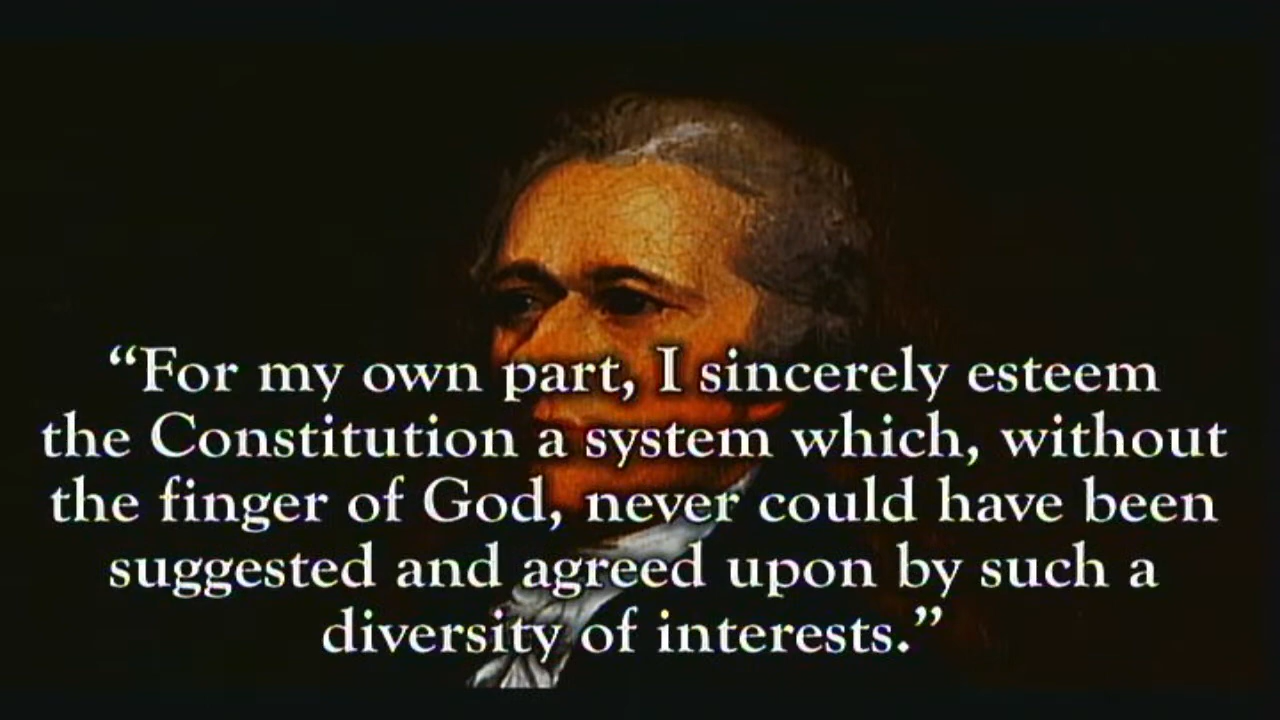 “For my own part, I sincerely esteem
the Constitution a system which, without
the finger of God, never could have been
suggested and agreed upon by such a
diversity of interests.”